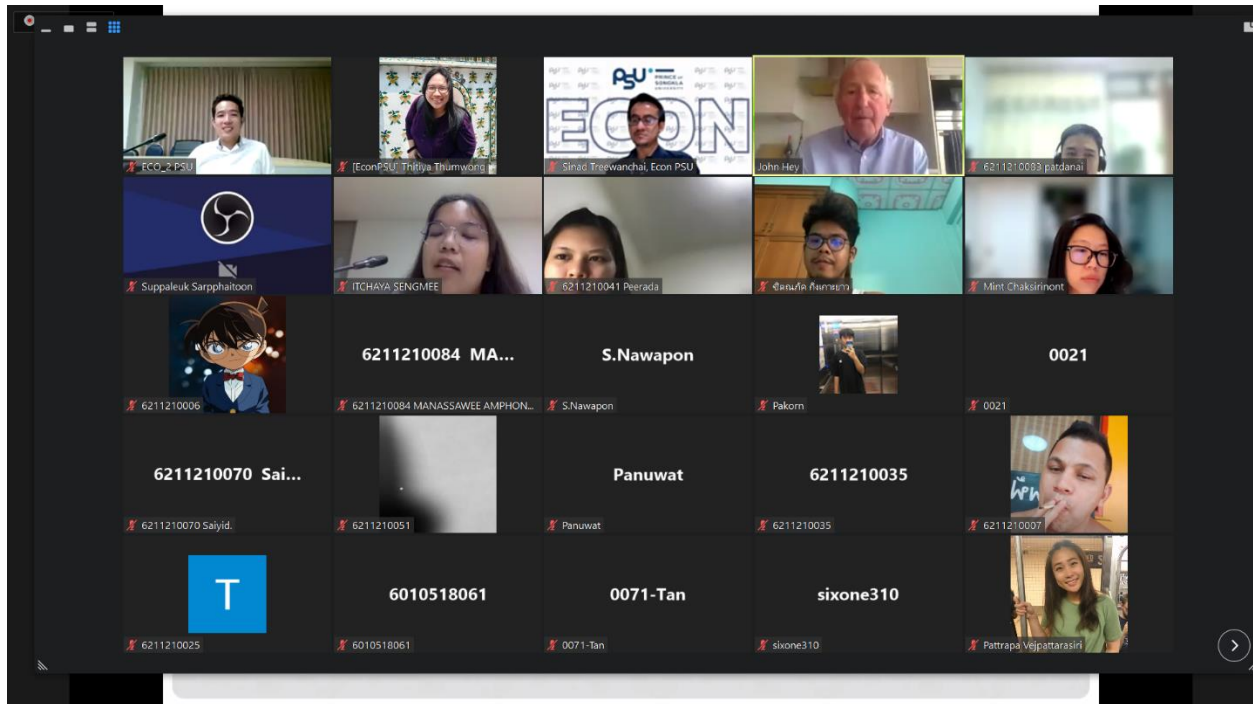 ECO_2 PSU
[EconPSU] Thitiya Thumwong
PSU PRINCE OF SONGKLA UNIVERSITY
ECON
Sinad Treewanchai, Econ PSU
John Hey
6211210083 patdanai
Suppaleuk Sarpphaitoon
ITCHAYA SENGMEE
6211210041 Peerada
Mint Chaksirinont
6211210006
6211210084 MA...
6211210084 MANASSAWEE AMPHON...
S.Nawapon
S.Nawapon
Pakorn
0021
0021
6211210070 Sai...
6211210070 Saiyid.
6211210051
Panuwat
Panuwat
6211210035
6211210035
6211210007
T
6211210025
6010518061
6010518061
0071-Tan
0071-Tan
sixone310
sixone310
Pattrapa Vejpattarasiri